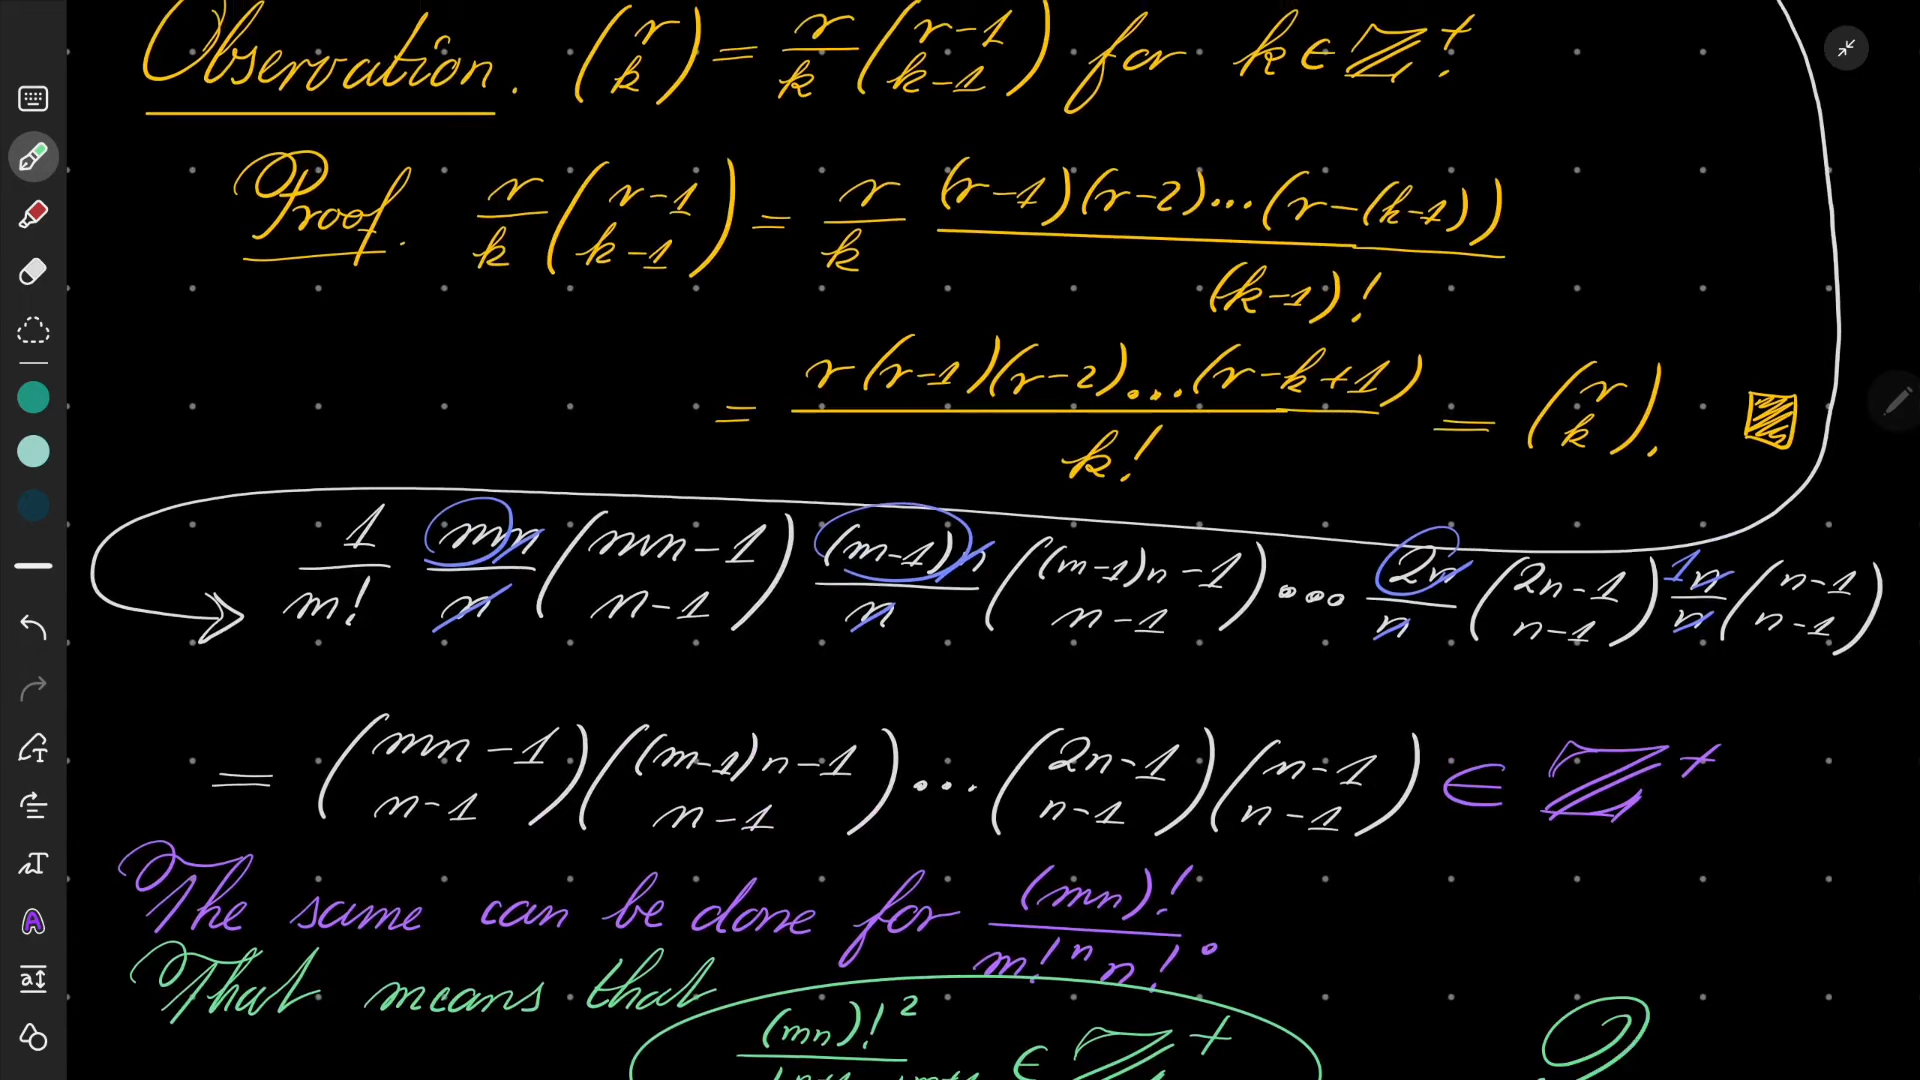 Observation. (r k) = r/k (r-1 k-1) for k ∈ ℤ⁺!
Proof. r/k (r-1 k-1) = r/k (r-1)(r-2)...(r-(k-1))/(k-1)!
= r(r-1)(r-2)...(r-k+1)/k! = (r k).
1/m! mn/n (mn-1 n-1) (m-1)n/n ((m-1)n-1 n-1) ... 2n/n (2n-1 n-1) 1 n/n (n-1 n-1)
= (mn-1 n-1)((m-1)n-1 n-1)...(2n-1 n-1)(n-1 n-1) ∈ ℤ⁺
The same can be done for (mn)!/m!ⁿn!.
That means that
(mn)!² ∈ ℤ⁺